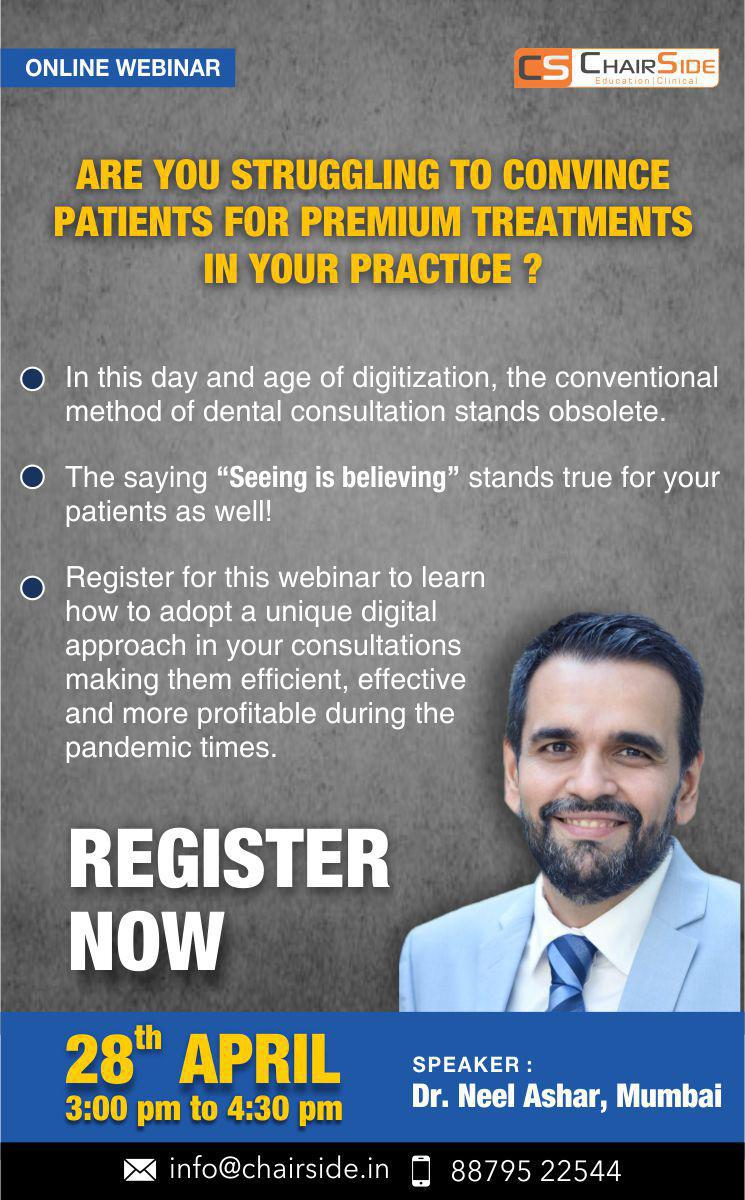 ONLINE WEBINAR
CS CHAIRSIDE
Education | Clinical
ARE YOU STRUGGLING TO CONVINCE
PATIENTS FOR PREMIUM TREATMENTS
IN YOUR PRACTICE ?
In this day and age of digitization, the conventional
method of dental consultation stands obsolete.
The saying “Seeing is believing” stands true for your
patients as well!
Register for this webinar to learn
how to adopt a unique digital
approach in your consultations
making them efficient, effective
and more profitable during the
pandemic times.
REGISTER
NOW
28th APRIL
3:00 pm to 4:30 pm
SPEAKER :
Dr. Neel Ashar, Mumbai
info@chairside.in 88795 22544